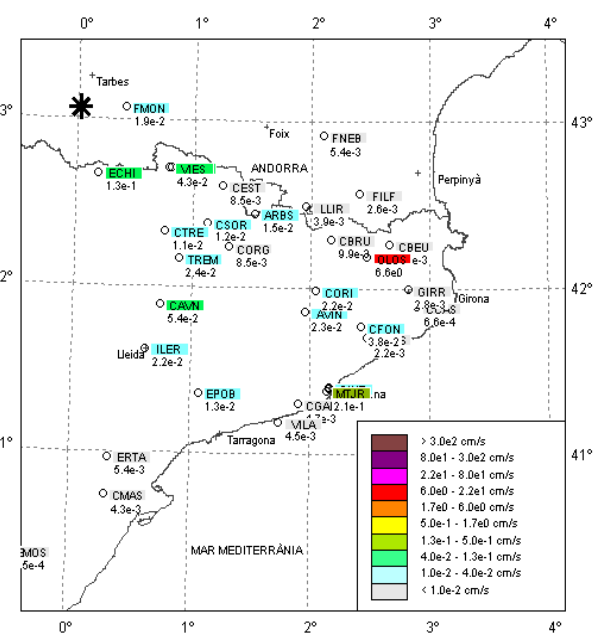 0° 1° 2° 3° 4°
Tarbes
FMON
1.9e-2
3°
43°
Foix
FNEB
5.4e-3
ECHI
1.3e-1
VIES
4.3e-2
ANDORRA
Perpinyà
CEST
8.5e-3
FILF
2.6e-3
LLIR
3.9e-3
ARBS
1.5e-2
CSOR
1.2e-2
CTRE
1.1e-2
CORG
8.5e-3
CBRU
9.9e-3
CBEU
e-3
OLOS
6.6e0
TREM
2.4e-2
2°
42°
CORI
2.2e-2
GIRR
2.8e-3
Girona
6.6e-4
CAVN
5.4e-2
AVIN
2.3e-2
CFON
3.8e-2
2.2e-3
Lleida
ILER
2.2e-2
EPOB
1.3e-2
MTJR
.na
2.1e-1
CGAI
VILA
4.5e-3
Tarragona
1°
41°
ERTA
5.4e-3
CMAS
4.3e-3
MOS
5e-4
MAR MEDITERRÀNIA
> 3.0e2 cm/s
8.0e1 - 3.0e2 cm/s
2.2e1 - 8.0e1 cm/s
6.0e0 - 2.2e1 cm/s
1.7e0 - 6.0e0 cm/s
5.0e-1 - 1.7e0 cm/s
1.3e-1 - 5.0e-1 cm/s
4.0e-2 - 1.3e-1 cm/s
1.0e-2 - 4.0e-2 cm/s
< 1.0e-2 cm/s
0° 1° 2° 3° 4°